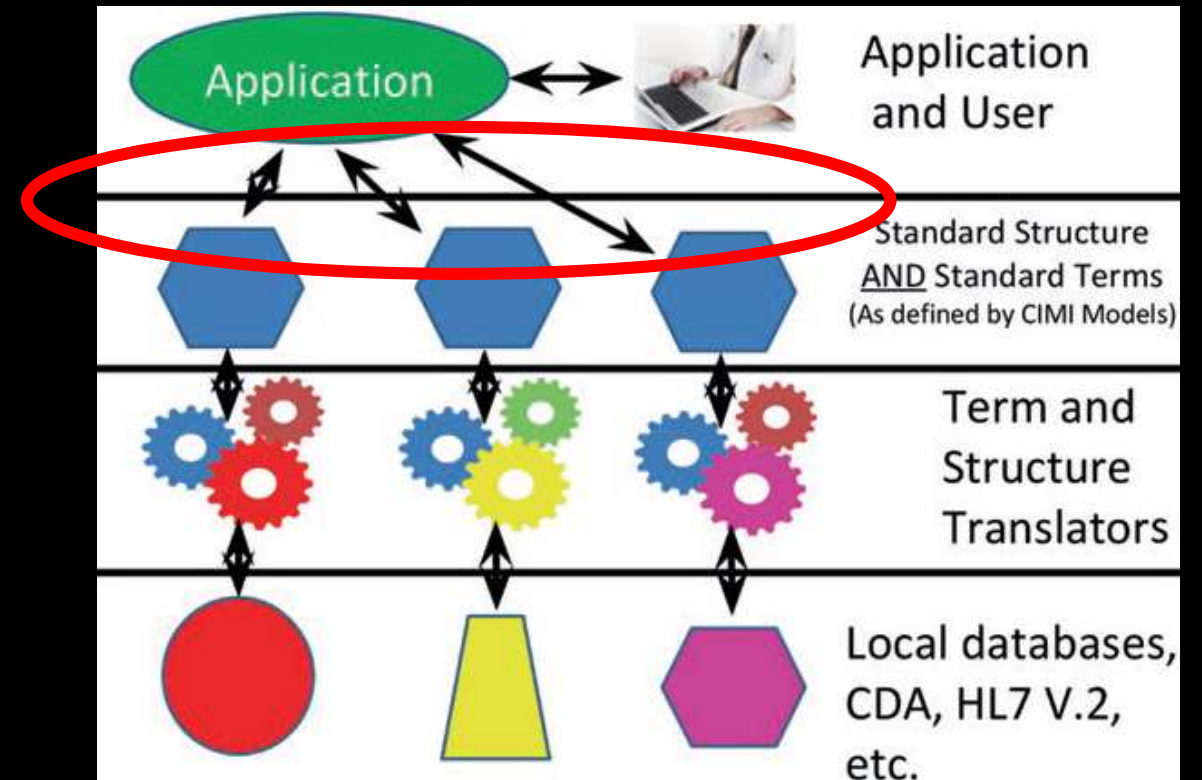 Application
Application
and User
Standard Structure
AND Standard Terms
(As defined by CIMI Models)
Term and
Structure
Translators
Local databases,
CDA, HL7 V.2,
etc.